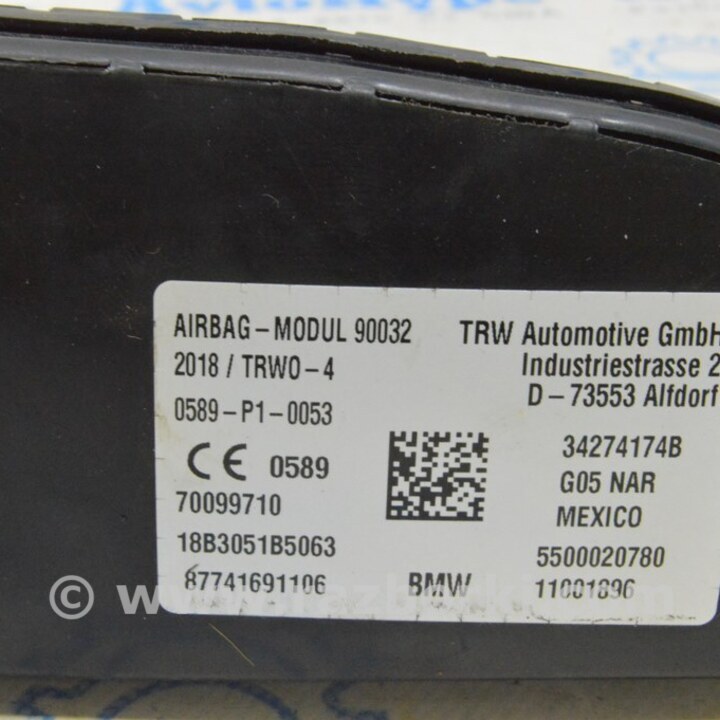 AIRBAG-MODUL 90032
2018 / TRWO-4
0589-P1-0053
CE 0589
70099710
18B3051B5063
87741691106
TRW Automotive GmbH
Industriestrasse 2
D-73553 Alfdorf
34274174B
G05 NAR
MEXICO
5500020780
BMW 11001896